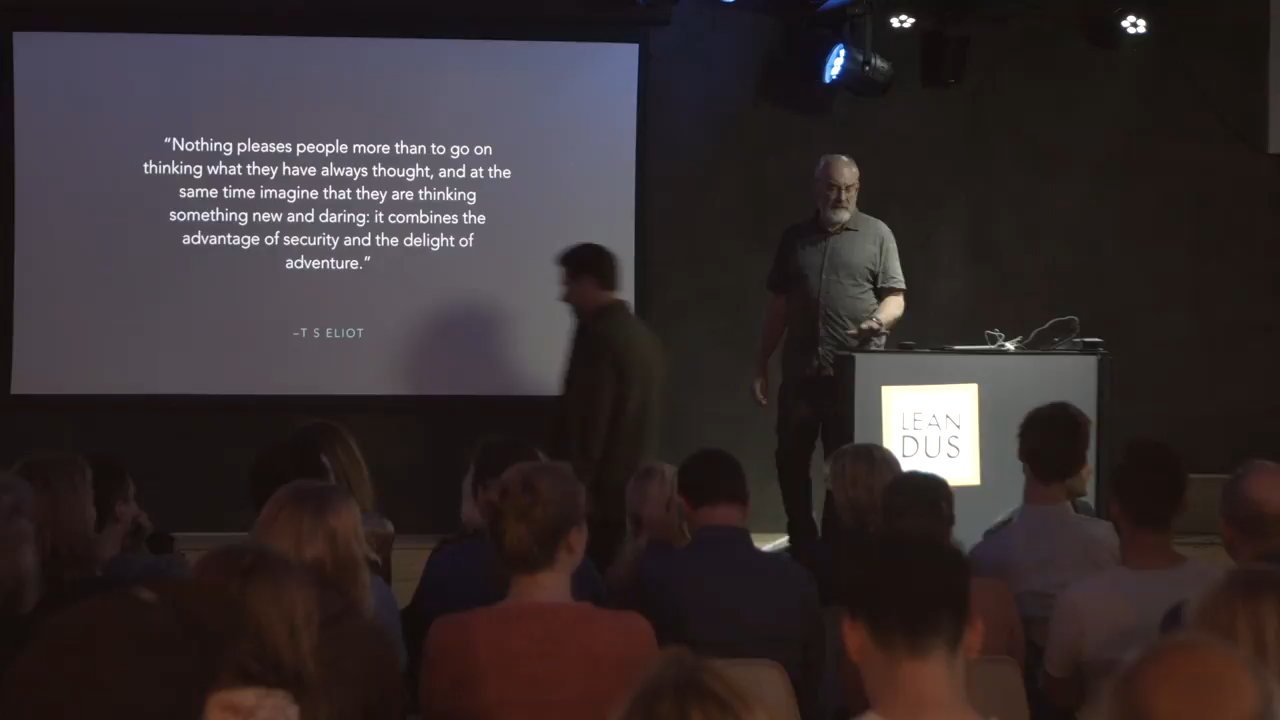 “Nothing pleases people more than to go on
thinking what they have always thought, and at the
same time imagine that they are thinking
something new and daring: it combines the
advantage of security and the delight of
adventure.”
–T S ELIOT
LEAN
DUS